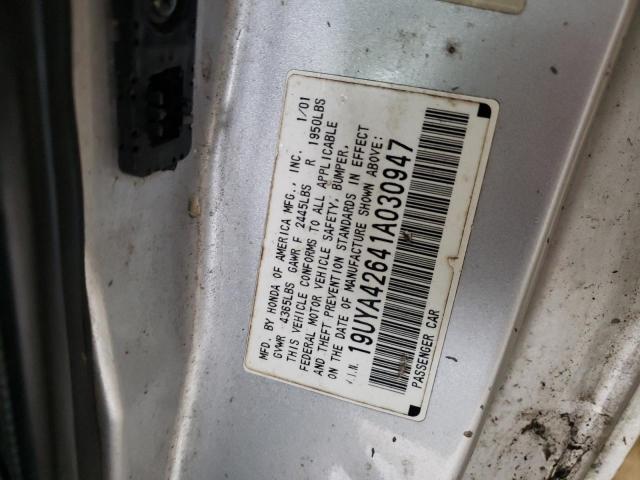 MFD. BY HONDA OF AMERICA MFG., INC. 1/01
GVWR 4365LBS GAWR F 2445LBS R 1950LBS
THIS VEHICLE CONFORMS TO ALL APPLICABLE
FEDERAL MOTOR VEHICLE SAFETY, BUMPER,
AND THEFT PREVENTION STANDARDS IN EFFECT
ON THE DATE OF MANUFACTURE SHOWN ABOVE:
V.I.N. 19UYA42641A030947
PASSENGER CAR